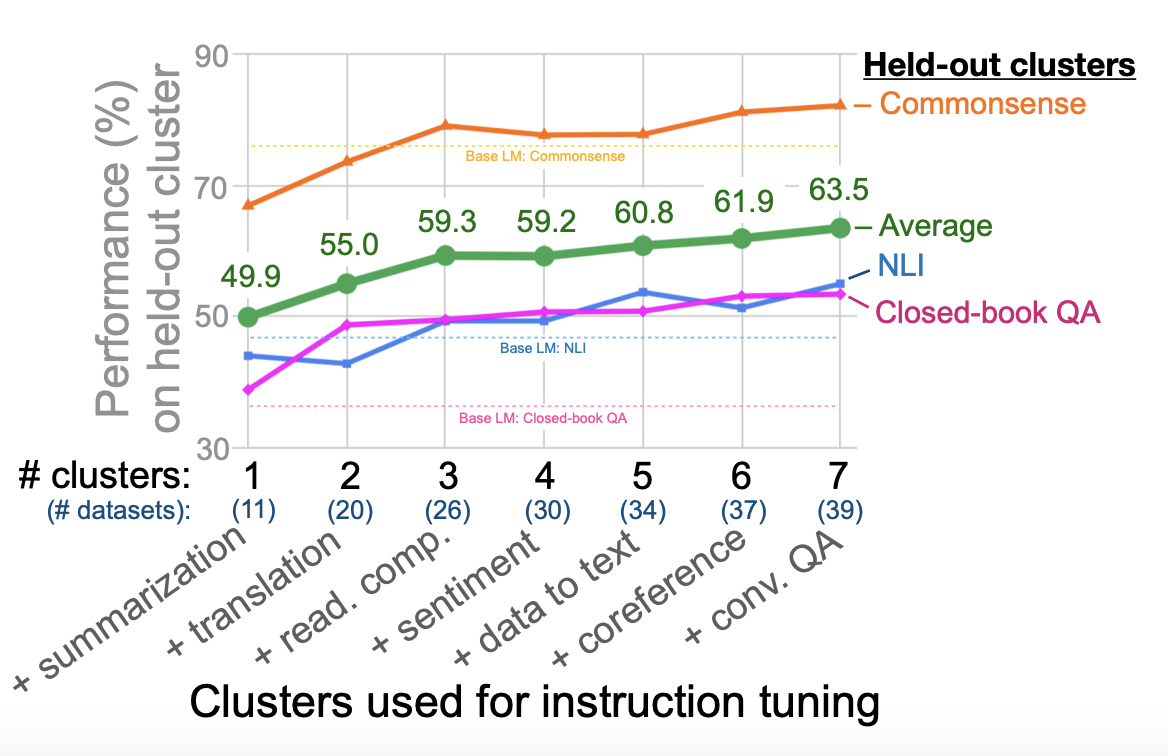 Performance (%)
on held-out cluster
90
70
50
30
Held-out clusters
Commonsense
Average
NLI
Closed-book QA
Base LM: Commonsense
Base LM: NLI
Base LM: Closed-book QA
49.9
55.0
59.3
59.2
60.8
61.9
63.5
# clusters: 1 2 3 4 5 6 7
(# datasets): (11) (20) (26) (30) (34) (37) (39)
+ summarization
+ translation
+ read. comp.
+ sentiment
+ data to text
+ coreference
+ conv. QA
Clusters used for instruction tuning